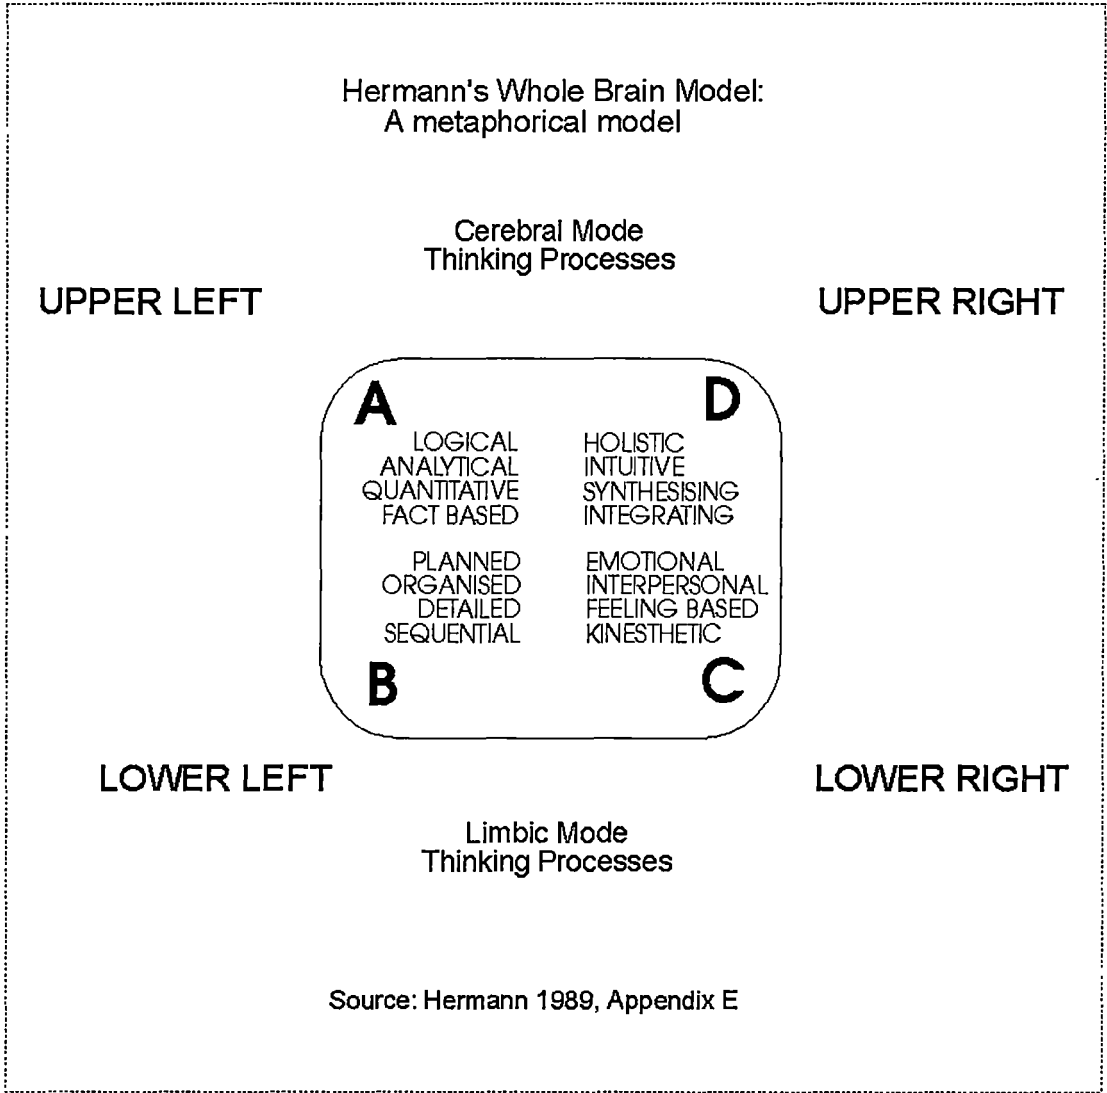 Hermann's Whole Brain Model:
A metaphorical model
Cerebral Mode
Thinking Processes
UPPER LEFT
UPPER RIGHT
A
D
LOGICAL
ANALYTICAL
QUANTITATIVE
FACT BASED
HOLISTIC
INTUITIVE
SYNTHESISING
INTEGRATING
PLANNED
ORGANISED
DETAILED
SEQUENTIAL
EMOTIONAL
INTERPERSONAL
FEELING BASED
KINESTHETIC
B
C
LOWER LEFT
LOWER RIGHT
Limbic Mode
Thinking Processes
Source: Hermann 1989, Appendix E